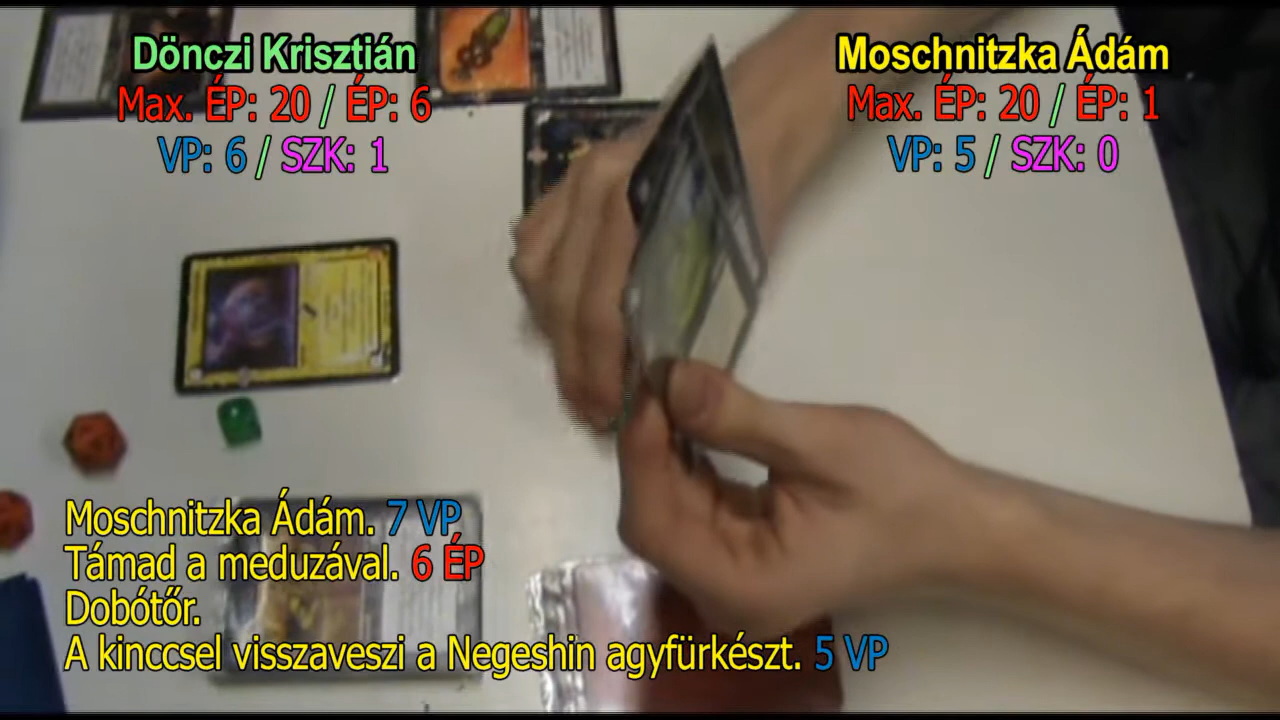 Dönczi Krisztián
Max. ÉP: 20 / ÉP: 6
VP: 6 / SZK: 1
Moschnitzka Ádám
Max. ÉP: 20 / ÉP: 1
VP: 5 / SZK: 0
Moschnitzka Ádám. 7 VP
Támad a meduzával. 6 ÉP
Dobótőr.
A kinccsel visszaveszi a Negeshin agyfürkészt. 5 VP